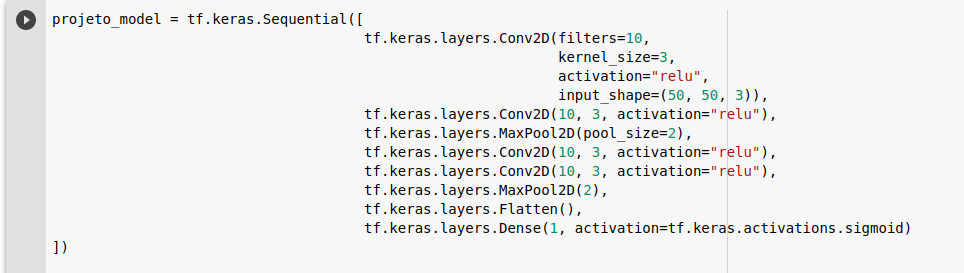 projeto_model = tf.keras.Sequential([
tf.keras.layers.Conv2D(filters=10,
kernel_size=3,
activation="relu",
input_shape=(50, 50, 3)),
tf.keras.layers.Conv2D(10, 3, activation="relu"),
tf.keras.layers.MaxPool2D(pool_size=2),
tf.keras.layers.Conv2D(10, 3, activation="relu"),
tf.keras.layers.Conv2D(10, 3, activation="relu"),
tf.keras.layers.MaxPool2D(2),
tf.keras.layers.Flatten(),
tf.keras.layers.Dense(1, activation=tf.keras.activations.sigmoid)
])